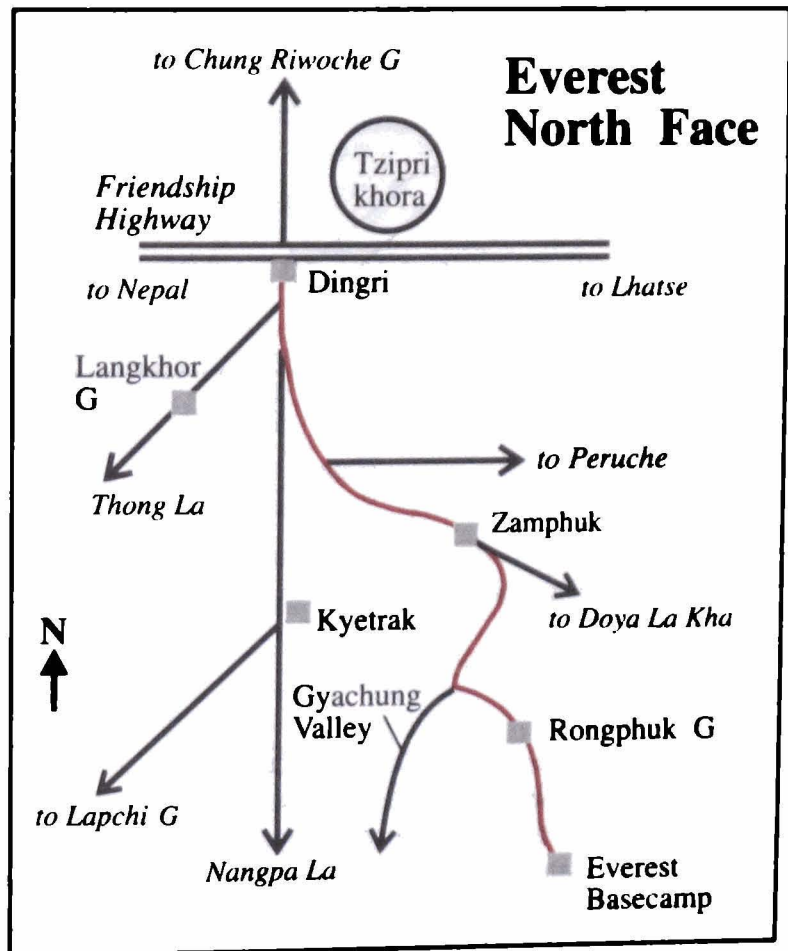 to Chung Riwoche G
Everest
North Face
Tzipri
khora
Friendship
Highway
to Nepal
Dingri
to Lhatse
Langkhor
G
Thong La
to Peruche
Zamphuk
to Doya La Kha
N
Kyetrak
Gyachung
Valley
Rongphuk G
to Lapchi G
Nangpa La
Everest
Basecamp